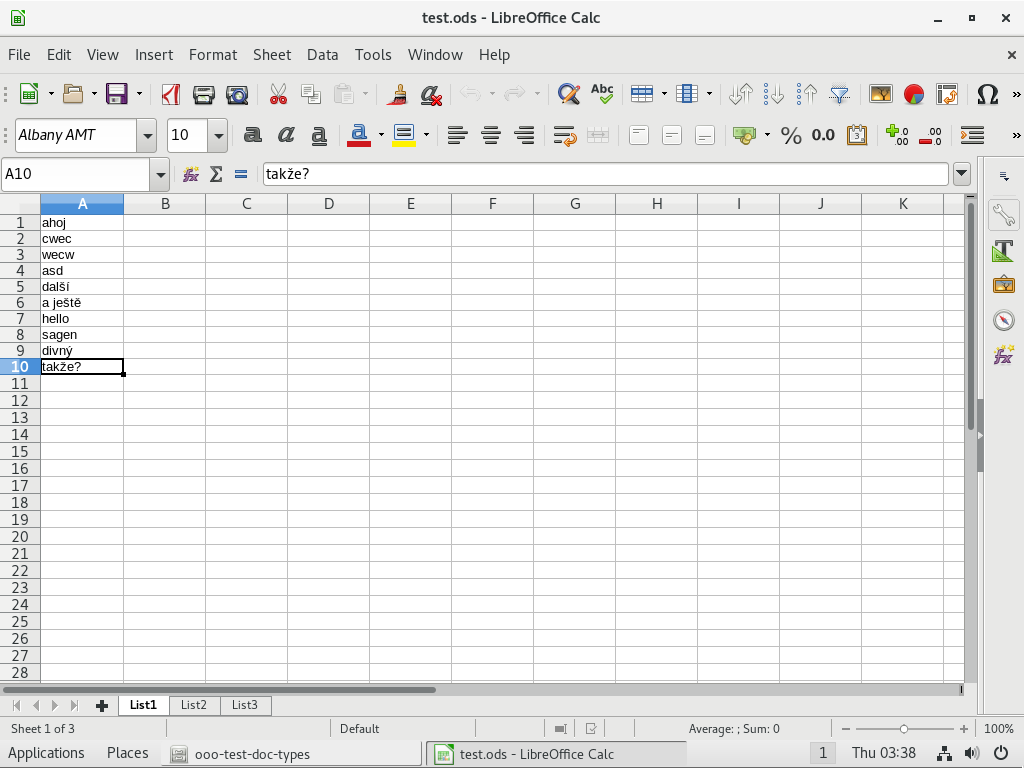 test.ods - LibreOffice Calc
File Edit View Insert Format Sheet Data Tools Window Help
Abc
Albany AMT 10 a a a a % 0.0 7 .0 .00
A10 takže?
A B C D E F G H I J K
1 ahoj
2 cwec
3 wecw
4 asd
5 další
6 a ještě
7 hello
8 sagen
9 divný
10 takže?
11
12
13
14
15
16
17
18
19
20
21
22
23
24
25
26
27
28
List1 List2 List3
Sheet 1 of 3 Default Average: ; Sum: 0 100%
Applications Places ooo-test-doc-types test.ods - LibreOffice Calc 1 Thu 03:38